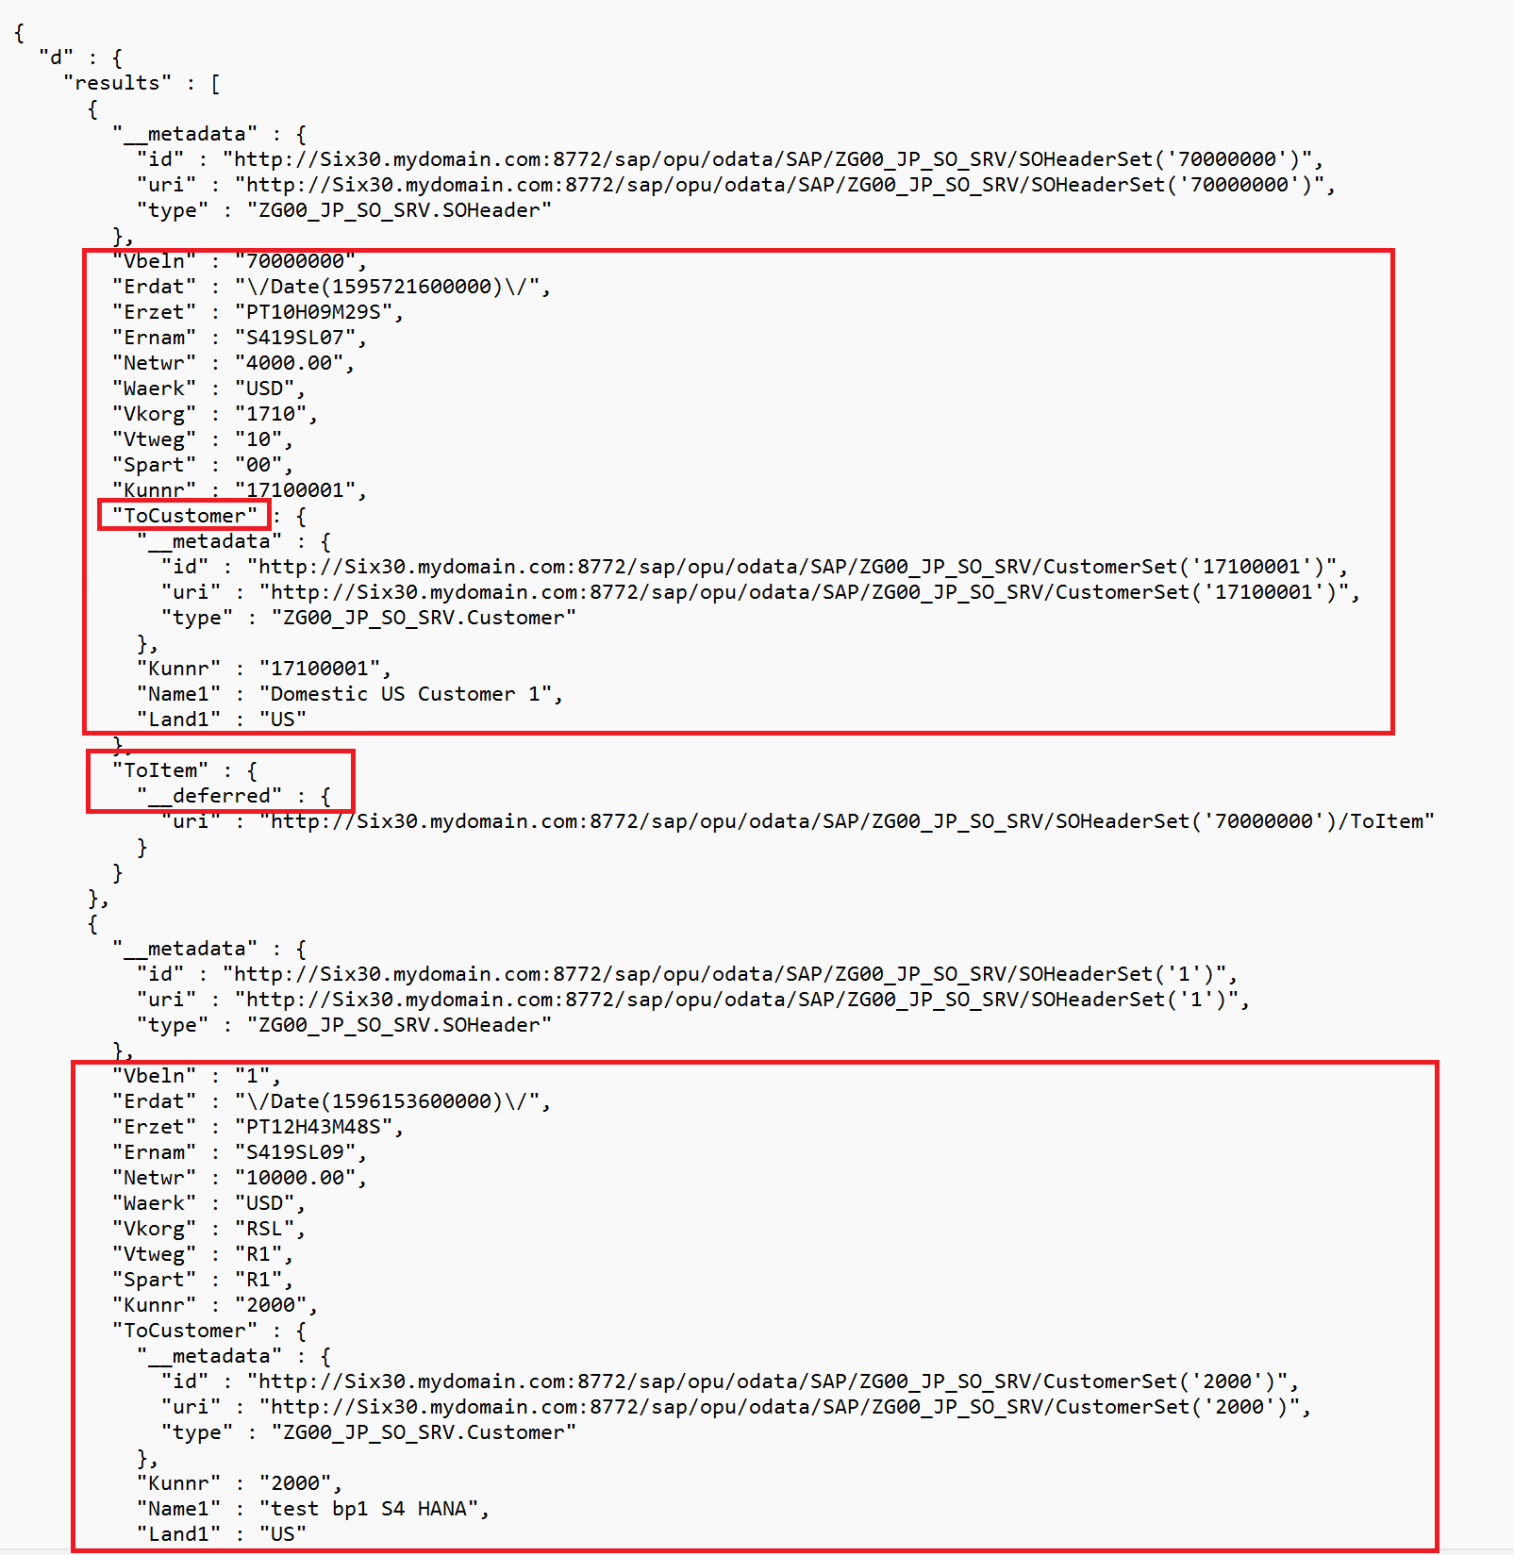 {
"d" : {
"results" : [
{
"__metadata" : {
"id" : "http://Six30.mydomain.com:8772/sap/opu/odata/SAP/ZG00_JP_SO_SRV/SOHeaderSet('70000000')",
"uri" : "http://Six30.mydomain.com:8772/sap/opu/odata/SAP/ZG00_JP_SO_SRV/SOHeaderSet('70000000')",
"type" : "ZG00_JP_SO_SRV.SOHeader"
},
"Vbeln" : "70000000",
"Erdat" : "\/Date(1595721600000)\/",
"Erzet" : "PT10H09M29S",
"Ernam" : "S419SL07",
"Netwr" : "4000.00",
"Waerk" : "USD",
"Vkorg" : "1710",
"Vtweg" : "10",
"Spart" : "00",
"Kunnr" : "17100001",
"ToCustomer" : {
"__metadata" : {
"id" : "http://Six30.mydomain.com:8772/sap/opu/odata/SAP/ZG00_JP_SO_SRV/CustomerSet('17100001')",
"uri" : "http://Six30.mydomain.com:8772/sap/opu/odata/SAP/ZG00_JP_SO_SRV/CustomerSet('17100001')",
"type" : "ZG00_JP_SO_SRV.Customer"
},
"Kunnr" : "17100001",
"Name1" : "Domestic US Customer 1",
"Land1" : "US"
},
"ToItem" : {
"__deferred" : {
"uri" : "http://Six30.mydomain.com:8772/sap/opu/odata/SAP/ZG00_JP_SO_SRV/SOHeaderSet('70000000')/ToItem"
}
}
},
{
"__metadata" : {
"id" : "http://Six30.mydomain.com:8772/sap/opu/odata/SAP/ZG00_JP_SO_SRV/SOHeaderSet('1')",
"uri" : "http://Six30.mydomain.com:8772/sap/opu/odata/SAP/ZG00_JP_SO_SRV/SOHeaderSet('1')",
"type" : "ZG00_JP_SO_SRV.SOHeader"
},
"Vbeln" : "1",
"Erdat" : "\/Date(1596153600000)\/",
"Erzet" : "PT12H43M48S",
"Ernam" : "S419SL09",
"Netwr" : "10000.00",
"Waerk" : "USD",
"Vkorg" : "RSL",
"Vtweg" : "R1",
"Spart" : "R1",
"Kunnr" : "2000",
"ToCustomer" : {
"__metadata" : {
"id" : "http://Six30.mydomain.com:8772/sap/opu/odata/SAP/ZG00_JP_SO_SRV/CustomerSet('2000')",
"uri" : "http://Six30.mydomain.com:8772/sap/opu/odata/SAP/ZG00_JP_SO_SRV/CustomerSet('2000')",
"type" : "ZG00_JP_SO_SRV.Customer"
},
"Kunnr" : "2000",
"Name1" : "test bp1 S4 HANA",
"Land1" : "US"